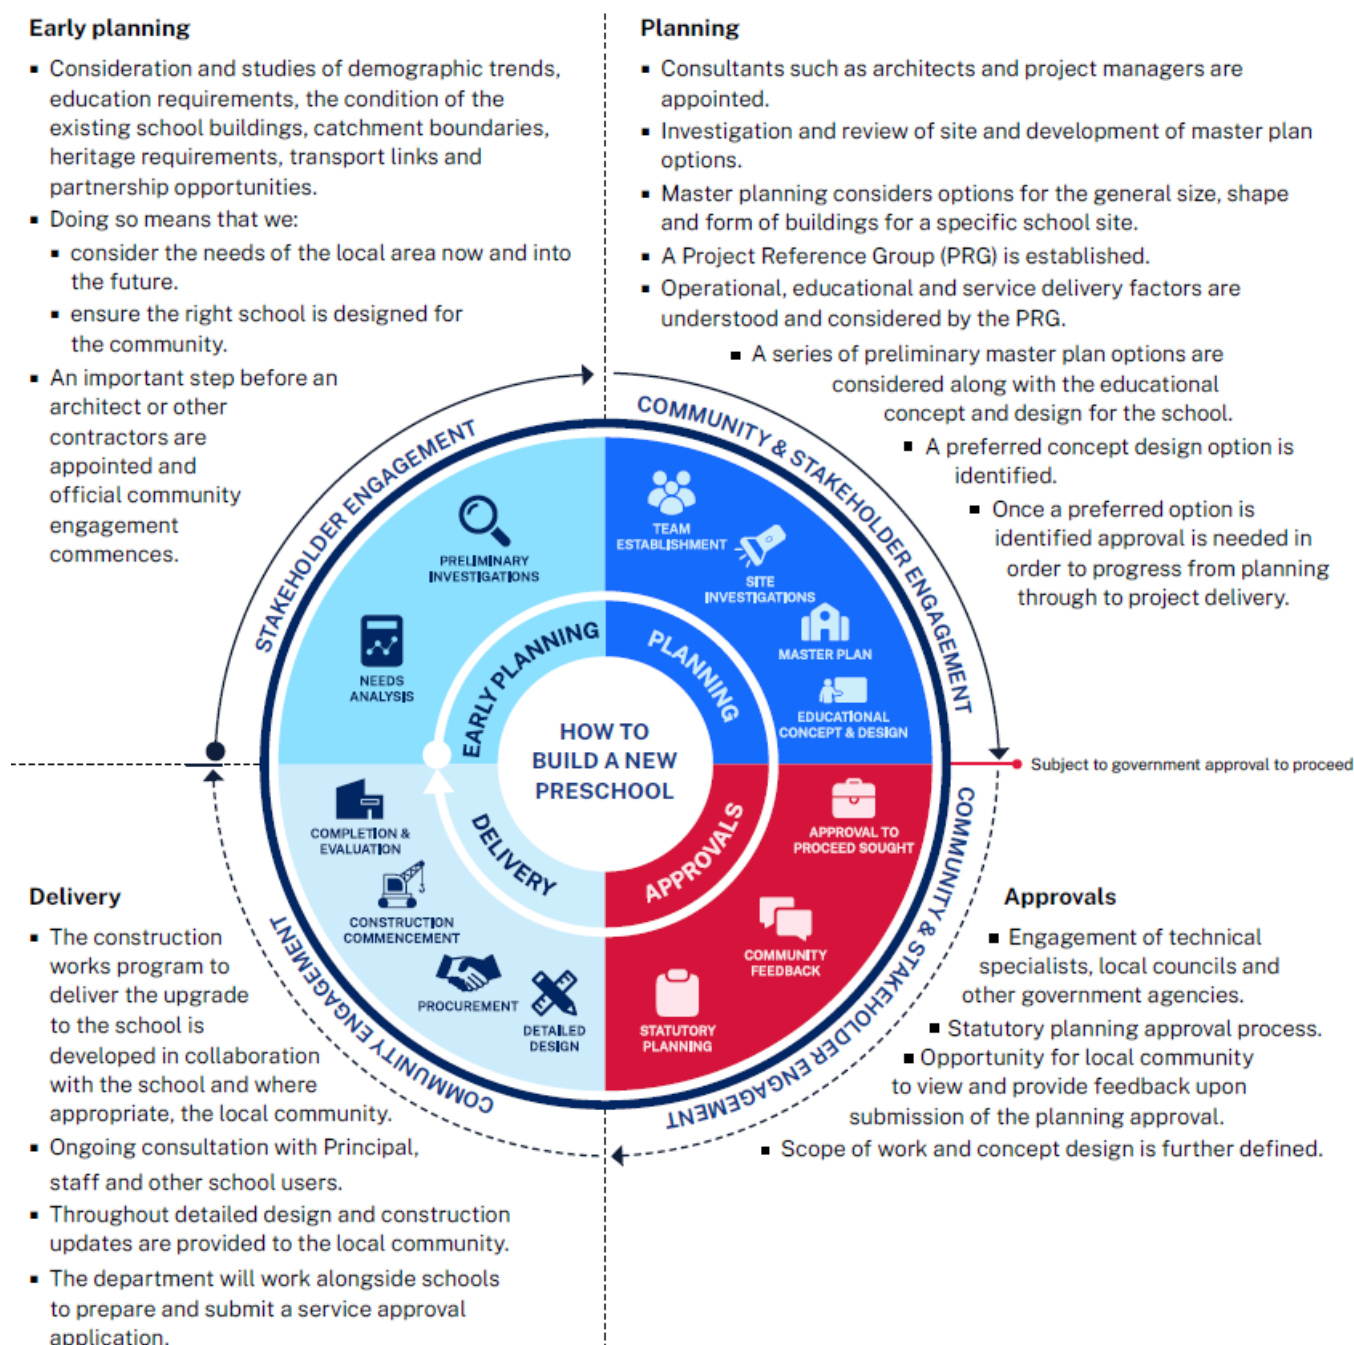 Early planning
▪ Consideration and studies of demographic trends,
education requirements, the condition of the
existing school buildings, catchment boundaries,
heritage requirements, transport links and
partnership opportunities.
▪ Doing so means that we:
▪ consider the needs of the local area now and into
the future.
▪ ensure the right school is designed for
the community.
▪ An important step before an
architect or other
contractors are
appointed and
official community
engagement
commences.
Planning
▪ Consultants such as architects and project managers are
appointed.
▪ Investigation and review of site and development of master plan
options.
▪ Master planning considers options for the general size, shape
and form of buildings for a specific school site.
▪ A Project Reference Group (PRG) is established.
▪ Operational, educational and service delivery factors are
understood and considered by the PRG.
▪ A series of preliminary master plan options are
considered along with the educational
concept and design for the school.
▪ A preferred concept design option is
identified.
▪ Once a preferred option is
identified approval is needed in
order to progress from planning
through to project delivery.
STAKEHOLDER ENGAGEMENT
COMMUNITY & STAKEHOLDER ENGAGEMENT
PRELIMINARY
INVESTIGATIONS
NEEDS
ANALYSIS
TEAM
ESTABLISHMENT
SITE
INVESTIGATIONS
MASTER PLAN
EDUCATIONAL
CONCEPT & DESIGN
EARLY PLANNING
PLANNING
HOW TO
BUILD A NEW
PRESCHOOL
DELIVERY
APPROVALS
Subject to government approval to proceed
APPROVAL TO
PROCEED SOUGHT
COMMUNITY
FEEDBACK
STATUTORY
PLANNING
COMPLETION &
EVALUATION
CONSTRUCTION
COMMENCEMENT
PROCUREMENT
DETAILED
DESIGN
COMMUNITY & STAKEHOLDER ENGAGEMENT
COMMUNITY ENGAGEMENT
Delivery
▪ The construction
works program to
deliver the upgrade
to the school is
developed in collaboration
with the school and where
appropriate, the local community.
▪ Ongoing consultation with Principal,
staff and other school users.
▪ Throughout detailed design and construction
updates are provided to the local community.
▪ The department will work alongside schools
to prepare and submit a service approval
application.
Approvals
▪ Engagement of technical
specialists, local councils and
other government agencies.
▪ Statutory planning approval process.
▪ Opportunity for local community
to view and provide feedback upon
submission of the planning approval.
▪ Scope of work and concept design is further defined.